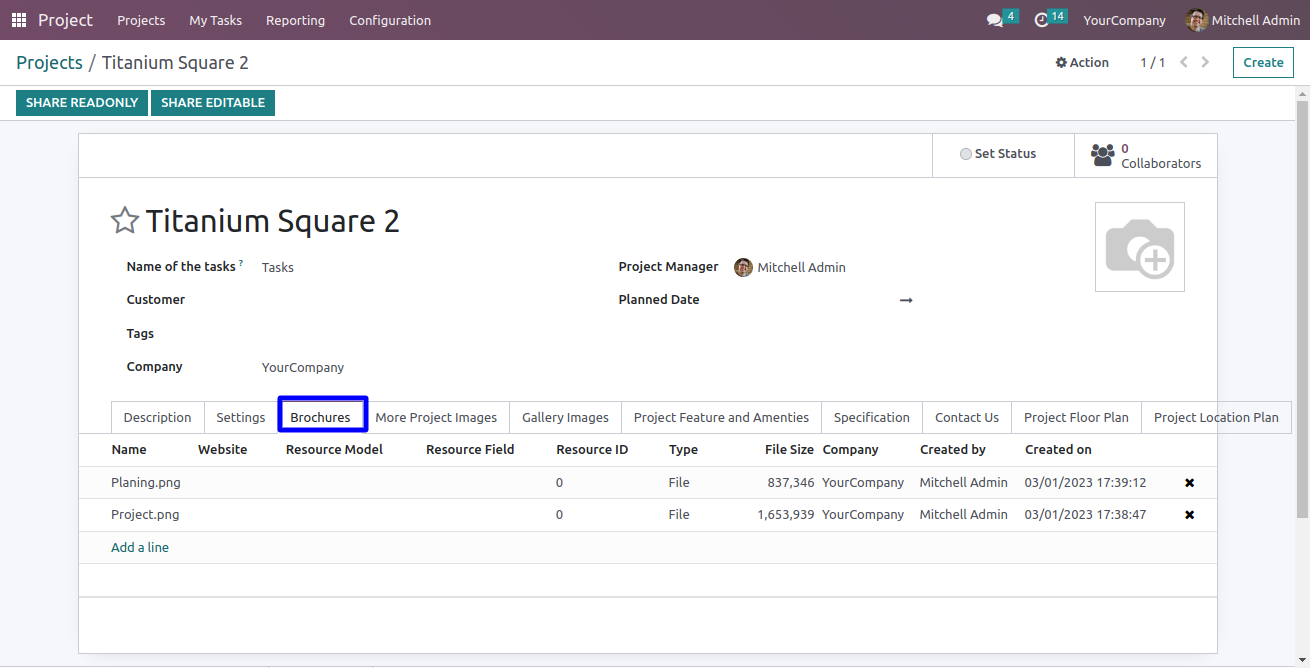 Project Projects My Tasks Reporting Configuration 4 14 YourCompany Mitchell Admin
Projects / Titanium Square 2 Action 1 / 1 Create
SHARE READONLY SHARE EDITABLE
Set Status 0 Collaborators
Titanium Square 2
Name of the tasks ? Tasks Project Manager Mitchell Admin
Customer Planned Date
Tags
Company YourCompany
Description Settings Brochures More Project Images Gallery Images Project Feature and Amenties Specification Contact Us Project Floor Plan Project Location Plan
Name Website Resource Model Resource Field Resource ID Type File Size Company Created by Created on
Planing.png 0 File 837,346 YourCompany Mitchell Admin 03/01/2023 17:39:12
Project.png 0 File 1,653,939 YourCompany Mitchell Admin 03/01/2023 17:38:47
Add a line